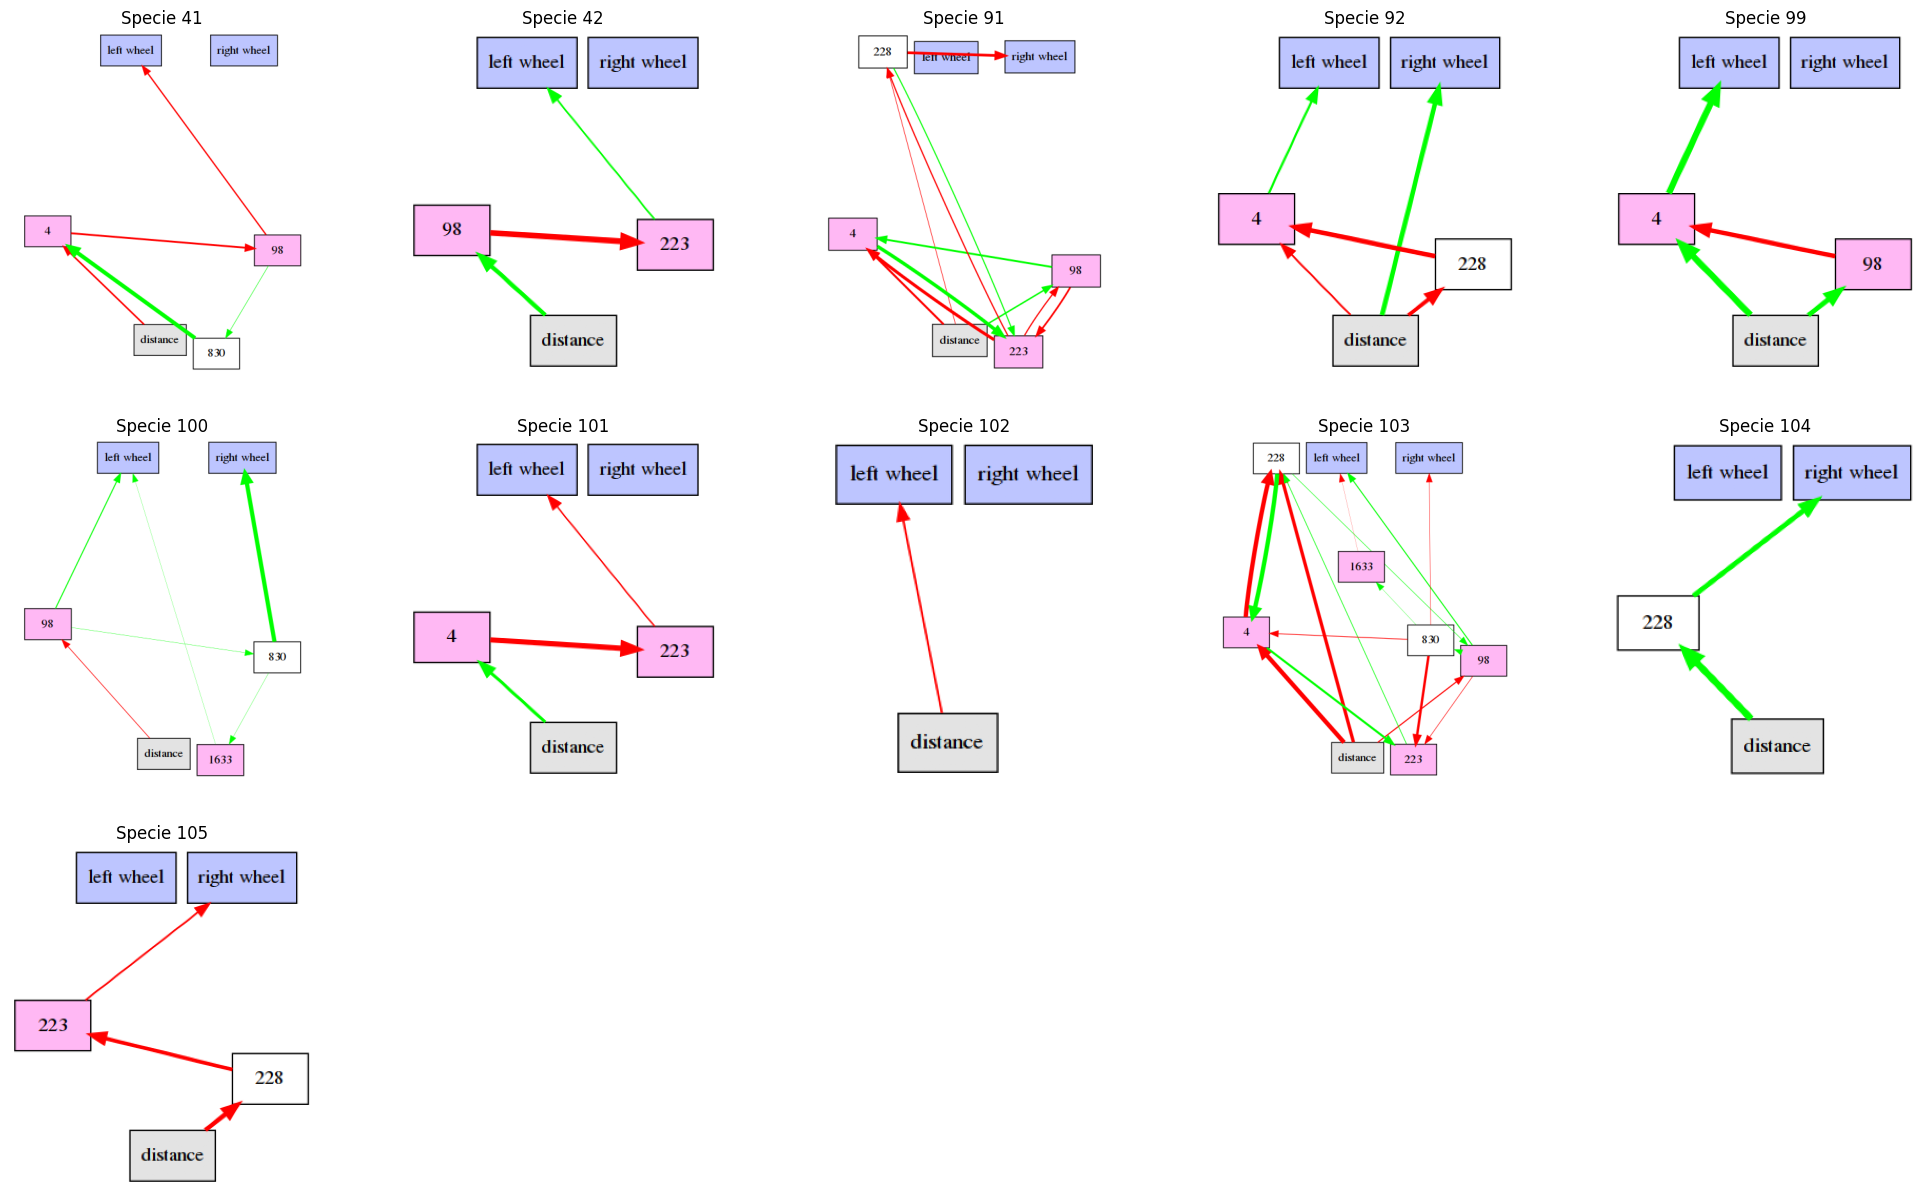 Specie 41
left wheel
right wheel
4
98
distance
830
Specie 42
left wheel
right wheel
98
223
distance
Specie 91
228
left wheel
right wheel
4
98
distance
223
Specie 92
left wheel
right wheel
4
228
distance
Specie 99
left wheel
right wheel
4
98
distance
Specie 100
left wheel
right wheel
98
830
distance
1633
Specie 101
left wheel
right wheel
4
223
distance
Specie 102
left wheel
right wheel
distance
Specie 103
228
left wheel
right wheel
1633
4
830
98
distance
223
Specie 104
left wheel
right wheel
228
distance
Specie 105
left wheel
right wheel
223
228
distance